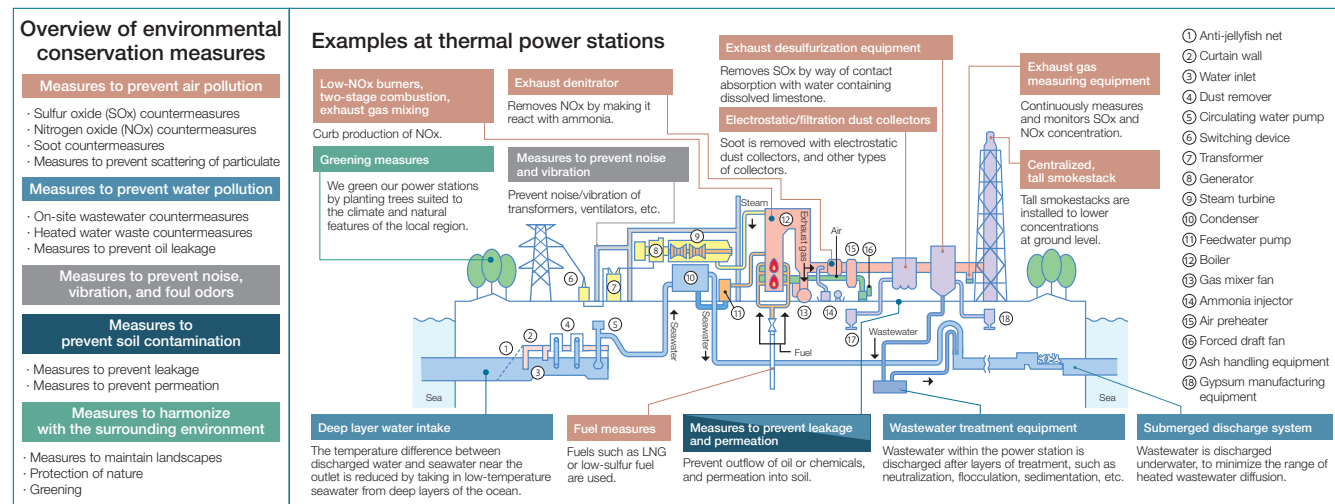 Overview of environmental
conservation measures
Measures to prevent air pollution
· Sulfur oxide (SOx) countermeasures
· Nitrogen oxide (NOx) countermeasures
· Soot countermeasures
· Measures to prevent scattering of particulate
Measures to prevent water pollution
· On-site wastewater countermeasures
· Heated water waste countermeasures
· Measures to prevent oil leakage
Measures to prevent noise,
vibration, and foul odors
Measures to
prevent soil contamination
· Measures to prevent leakage
· Measures to prevent permeation
Measures to harmonize
with the surrounding environment
· Measures to maintain landscapes
· Protection of nature
· Greening
Examples at thermal power stations
Low-NOx burners,
two-stage combustion,
exhaust gas mixing
Curb production of NOx.
Greening measures
We green our power stations
by planting trees suited to
the climate and natural
features of the local region.
Exhaust denitrator
Removes NOx by making it
react with ammonia.
Measures to prevent noise
and vibration
Prevent noise/vibration of
transformers, ventilators, etc.
Exhaust desulfurization equipment
Removes SOx by way of contact
absorption with water containing
dissolved limestone.
Electrostatic/filtration dust collectors
Soot is removed with electrostatic
dust collectors, and other types
of collectors.
Exhaust gas
measuring equipment
Continuously measures
and monitors SOx and
NOx concentration.
Centralized,
tall smokestack
Tall smokestacks are
installed to lower
concentrations
at ground level.
① Anti-jellyfish net
② Curtain wall
③ Water inlet
④ Dust remover
⑤ Circulating water pump
⑥ Switching device
⑦ Transformer
⑧ Generator
⑨ Steam turbine
⑩ Condenser
⑪ Feedwater pump
⑫ Boiler
⑬ Gas mixer fan
⑭ Ammonia injector
⑮ Air preheater
⑯ Forced draft fan
⑰ Ash handling equipment
⑱ Gypsum manufacturing
equipment
Steam
⑫
Exhaust gas
Air
⑮
⑯
⑧
⑨
⑥
⑦
⑩
⑪
⑬
⑭
⑰
⑱
①
②
③
④
⑤
Seawater
Seawater
Fuel
Wastewater
Sea
Sea
Deep layer water intake
The temperature difference between
discharged water and seawater near the
outlet is reduced by taking in low-temperature
seawater from deep layers of the ocean.
Fuel measures
Fuels such as LNG
or low-sulfur fuel
are used.
Measures to prevent leakage
and permeation
Prevent outflow of oil or chemicals,
and permeation into soil.
Wastewater treatment equipment
Wastewater within the power station is
discharged after layers of treatment, such as
neutralization, flocculation, sedimentation, etc.
Submerged discharge system
Wastewater is discharged
underwater, to minimize the range of
heated wastewater diffusion.